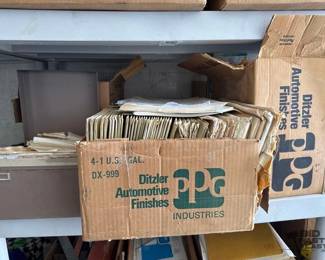 4-1 U.S. GAL.
DX-999
Ditzler
Automotive
Finishes
PPG
INDUSTRIES
Ditzler
Automotive
Finishes
PPG